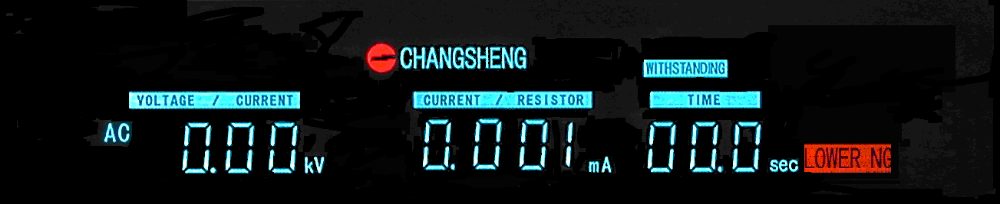 CHANGSHENG
WITHSTANDING
VOLTAGE / CURRENT
CURRENT / RESISTOR
TIME
AC 0.00 kV
0.001 mA
00.0 sec
LOWER NG